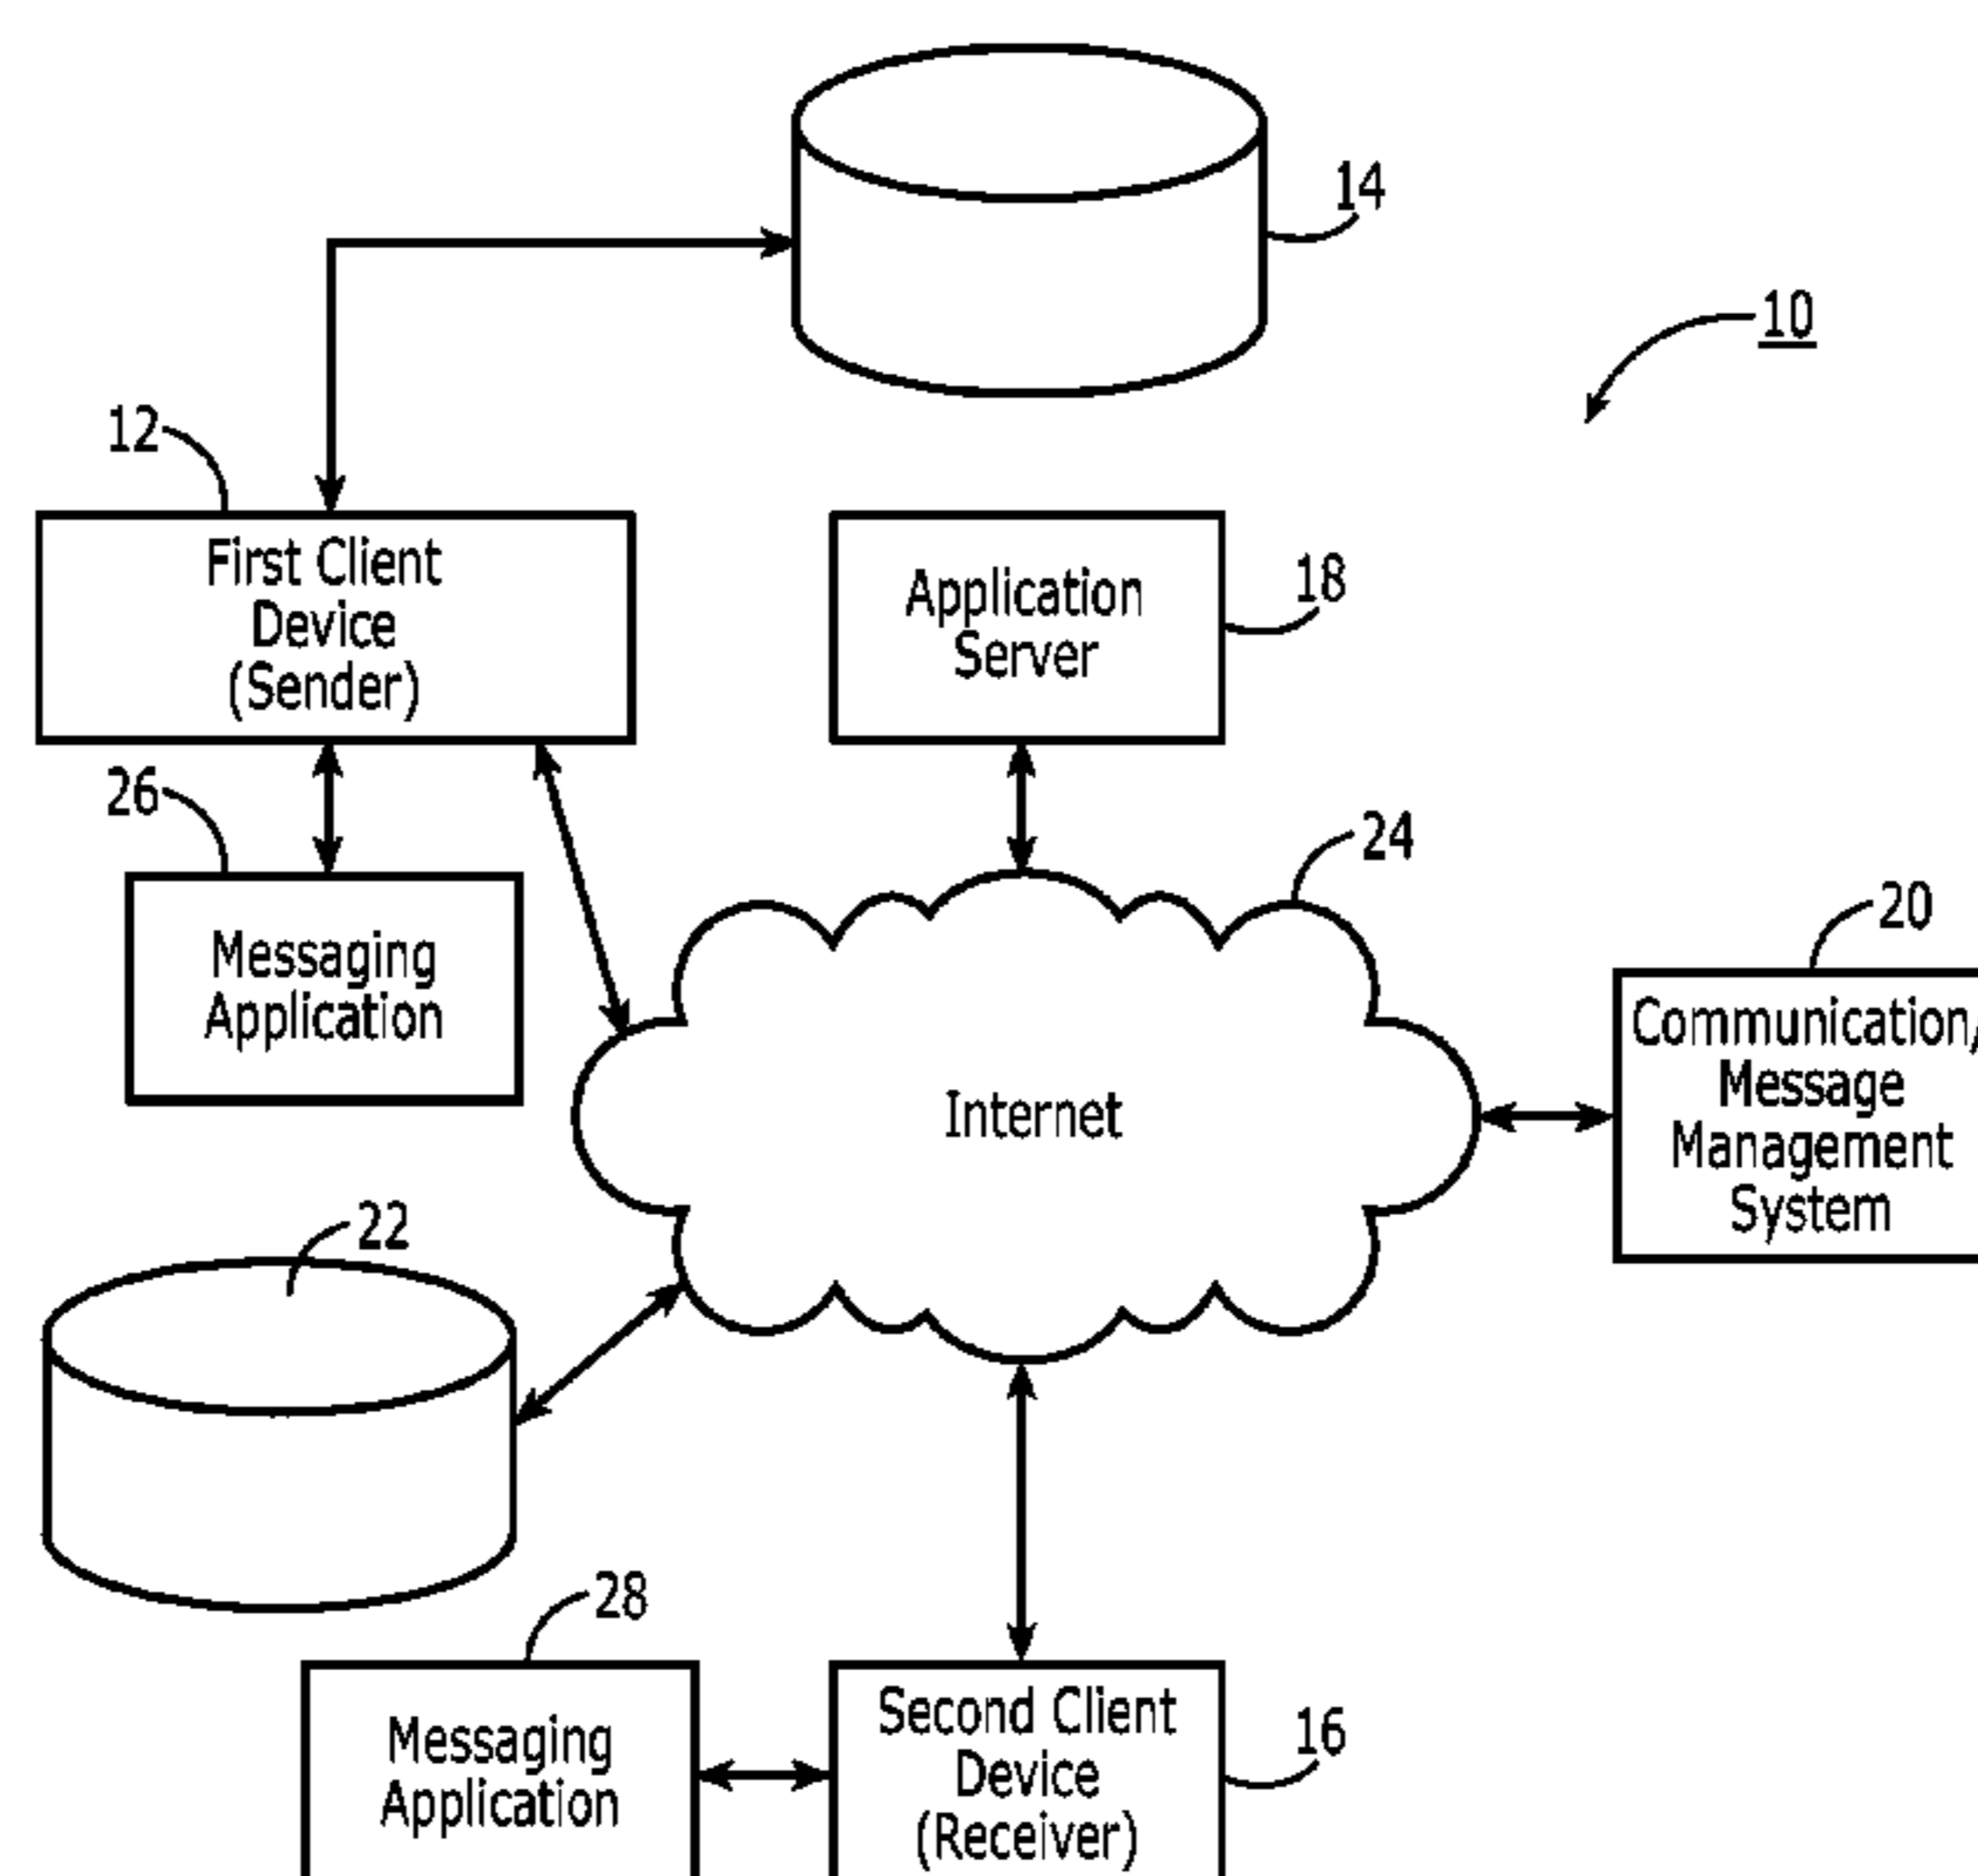 14
10
12
First Client
Device
(Sender)
Application
Server
18
26
Messaging
Application
24
20
Communication/
Message
Management
System
Internet
22
28
Messaging
Application
Second Client
Device
(Receiver)
16